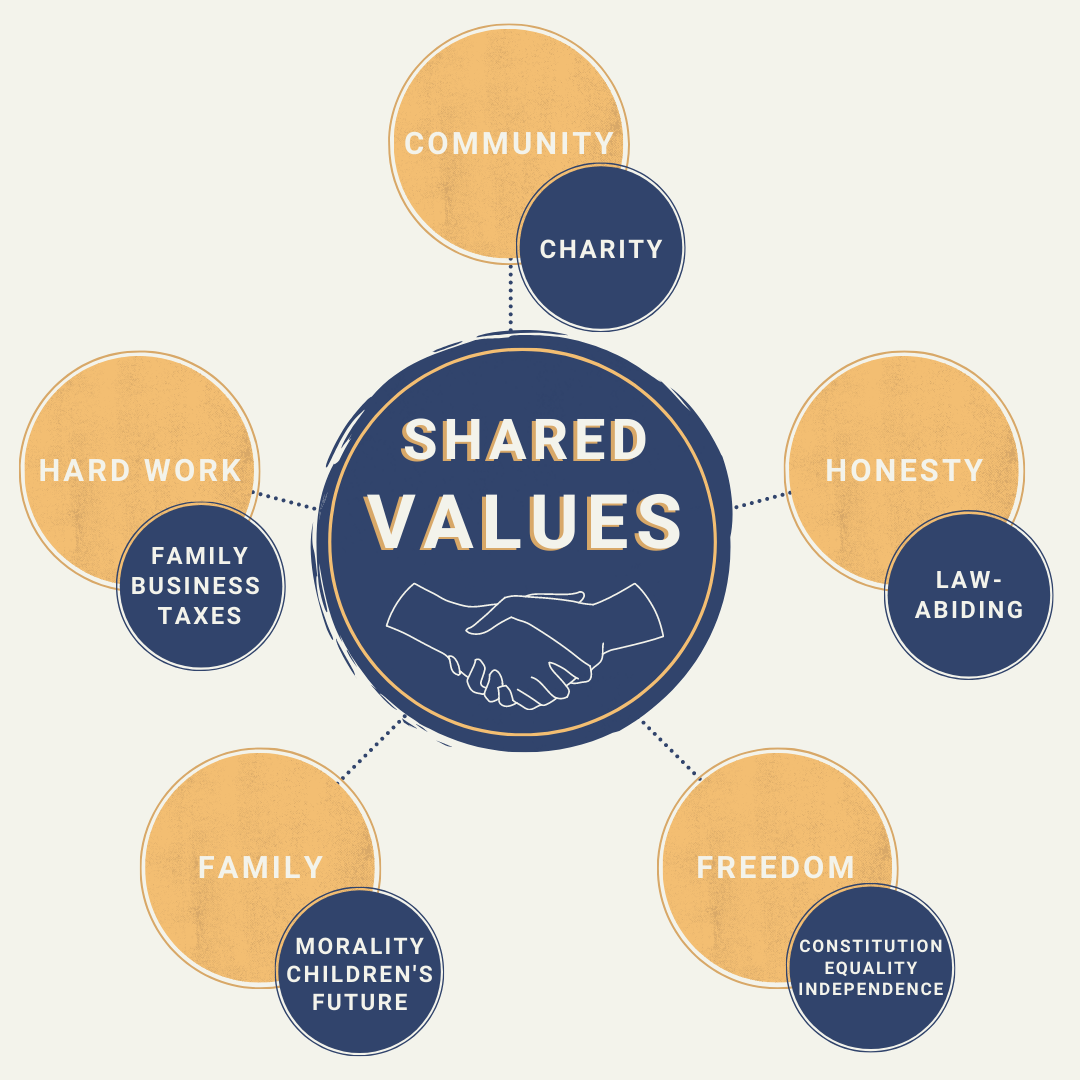 COMMUNITY
CHARITY
SHARED
VALUES
HARD WORK
FAMILY
BUSINESS
TAXES
HONESTY
LAW-
ABIDING
FAMILY
MORALITY
CHILDREN'S
FUTURE
FREEDOM
CONSTITUTION
EQUALITY
INDEPENDENCE